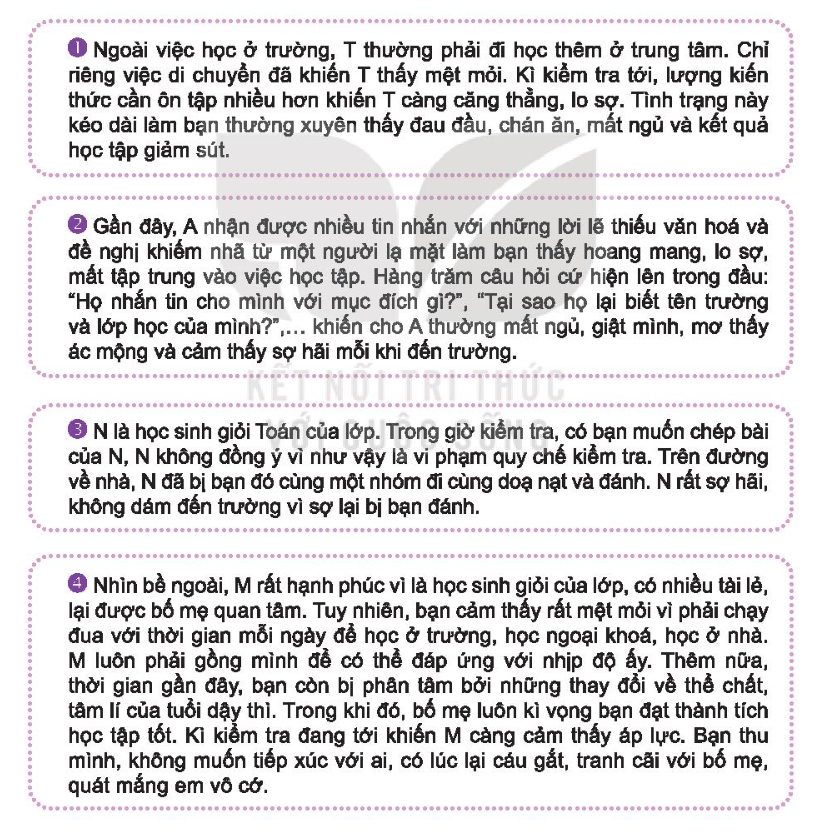 1 Ngoài việc học ở trường, T thường phải đi học thêm ở trung tâm. Chỉ
riêng việc di chuyển đã khiến T thấy mệt mỏi. Kì kiểm tra tới, lượng kiến
thức cần ôn tập nhiều hơn khiến T càng căng thẳng, lo sợ. Tình trạng này
kéo dài làm bạn thường xuyên thấy đau đầu, chán ăn, mất ngủ và kết quả
học tập giảm sút.
2 Gần đây, A nhận được nhiều tin nhắn với những lời lẽ thiếu văn hoá và
đề nghị khiếm nhã từ một người lạ mặt làm bạn thấy hoang mang, lo sợ,
mất tập trung vào việc học tập. Hàng trăm câu hỏi cứ hiện lên trong đầu:
“Họ nhắn tin cho mình với mục đích gì?”, “Tại sao họ lại biết tên trường
và lớp học của mình?”,... khiến cho A thường mất ngủ, giật mình, mơ thấy
ác mộng và cảm thấy sợ hãi mỗi khi đến trường.
KẾT NỐI TRI THỨC
VỚI CUỘC SỐNG
3 N là học sinh giỏi Toán của lớp. Trong giờ kiểm tra, có bạn muốn chép bài
của N, N không đồng ý vì như vậy là vi phạm quy chế kiểm tra. Trên đường
về nhà, N đã bị bạn đó cùng một nhóm đi cùng doạ nạt và đánh. N rất sợ hãi,
không dám đến trường vì sợ lại bị bạn đánh.
4 Nhìn bề ngoài, M rất hạnh phúc vì là học sinh giỏi của lớp, có nhiều tài lẻ,
lại được bố mẹ quan tâm. Tuy nhiên, bạn cảm thấy rất mệt mỏi vì phải chạy
đua với thời gian mỗi ngày để học ở trường, học ngoại khoá, học ở nhà.
M luôn phải gồng mình để có thể đáp ứng với nhịp độ ấy. Thêm nữa,
thời gian gần đây, bạn còn bị phân tâm bởi những thay đổi về thể chất,
tâm lí của tuổi dậy thì. Trong khi đó, bố mẹ luôn kì vọng bạn đạt thành tích
học tập tốt. Kì kiểm tra đang tới khiến M càng cảm thấy áp lực. Bạn thu
mình, không muốn tiếp xúc với ai, có lúc lại cáu gắt, tranh cãi với bố mẹ,
quát mắng em vô cớ.